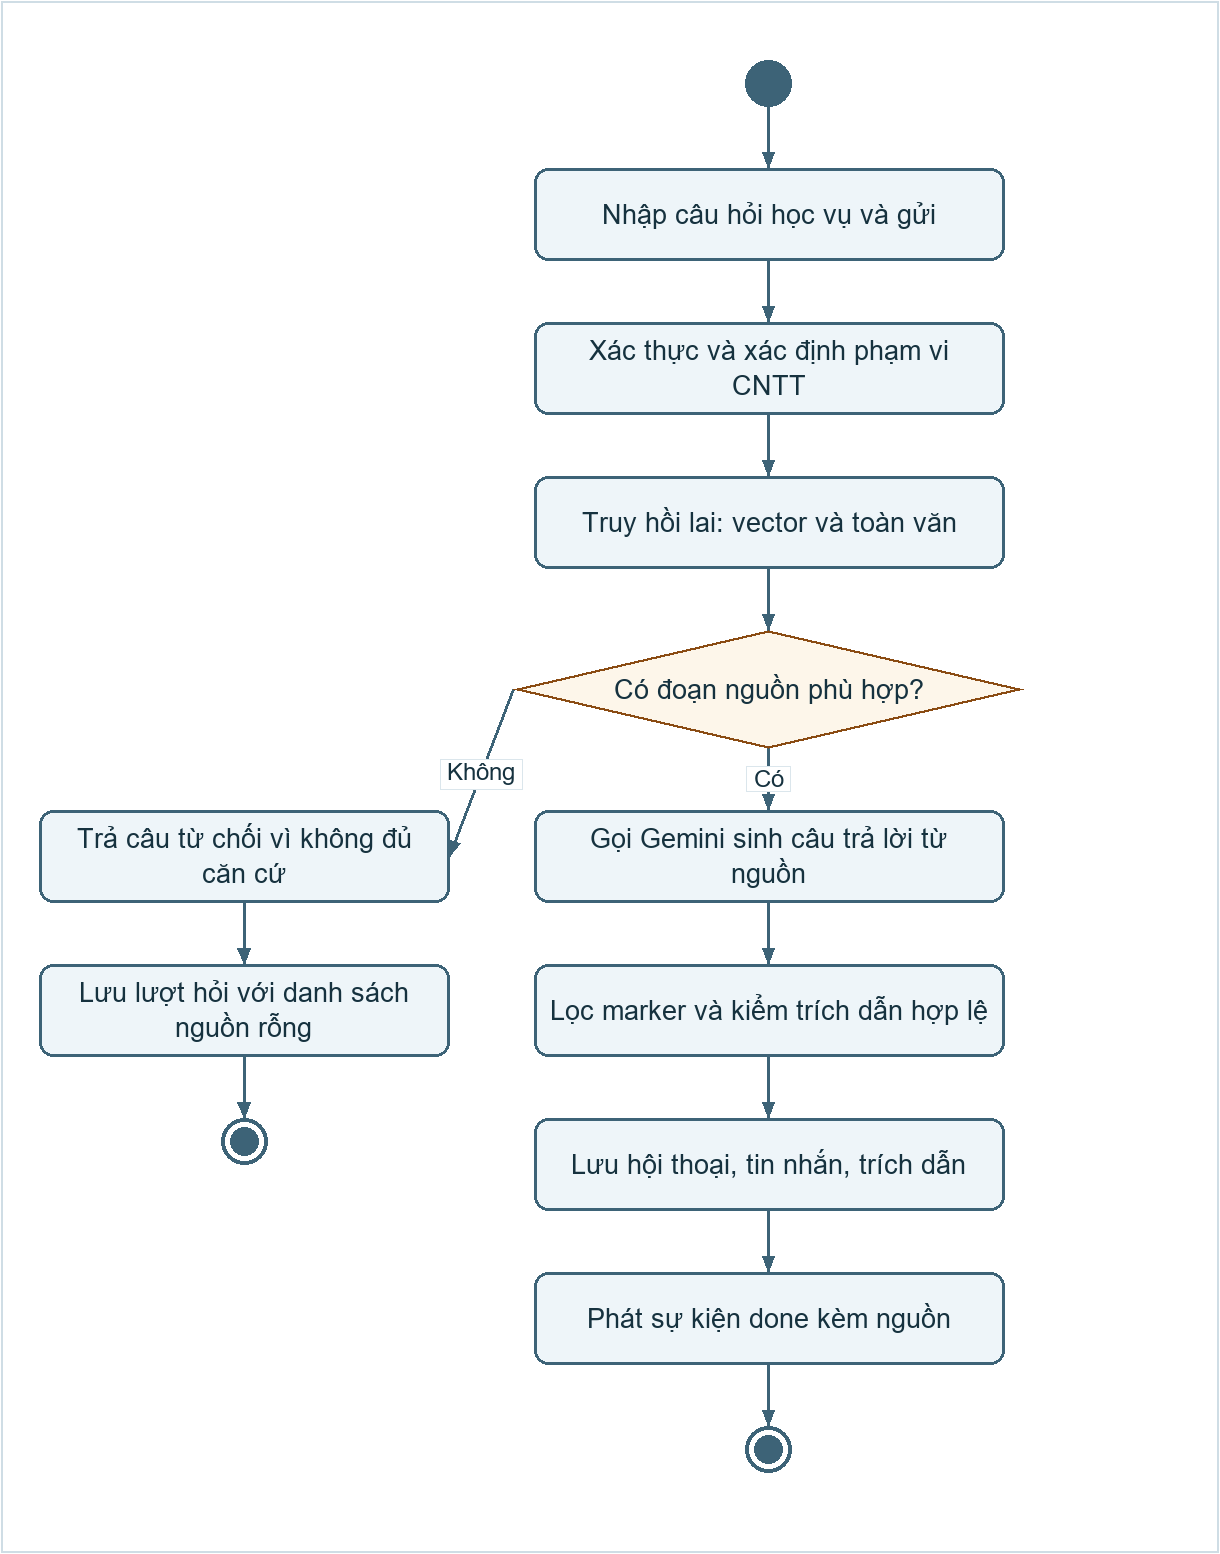 Nhập câu hỏi học vụ và gửi
Xác thực và xác định phạm vi
CNTT
Truy hồi lai: vector và toàn văn
Có đoạn nguồn phù hợp?
Không
Có
Trả câu từ chối vì không đủ
căn cứ
Gọi Gemini sinh câu trả lời từ
nguồn
Lưu lượt hỏi với danh sách
nguồn rỗng
Lọc marker và kiểm trích dẫn hợp lệ
Lưu hội thoại, tin nhắn, trích dẫn
Phát sự kiện done kèm nguồn